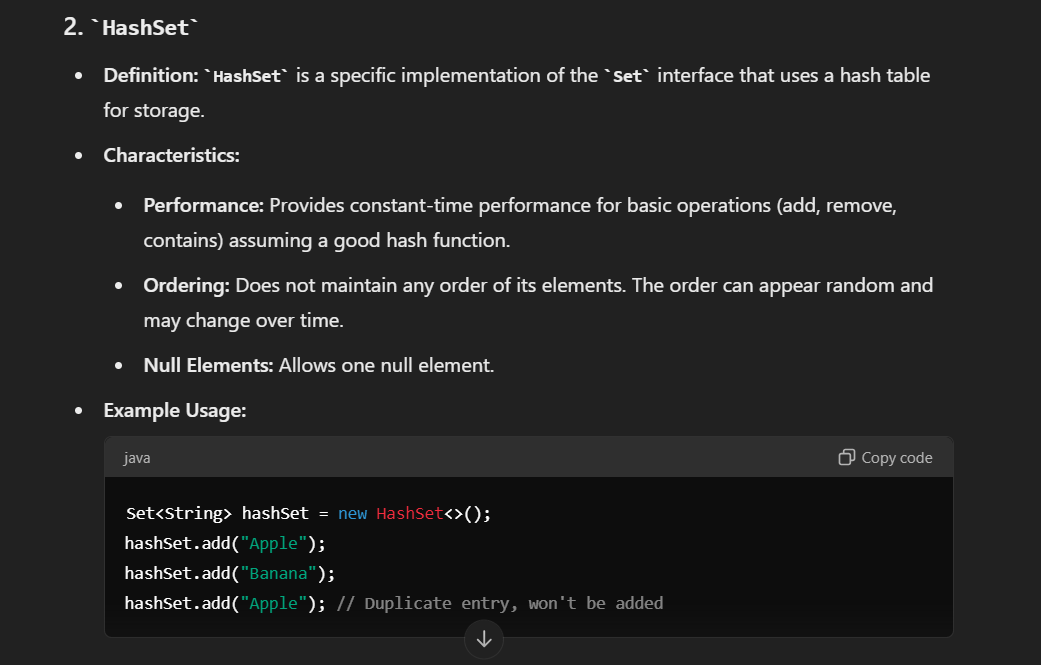 2. `HashSet`
• Definition: `HashSet` is a specific implementation of the `Set` interface that uses a hash table
for storage.
• Characteristics:
• Performance: Provides constant-time performance for basic operations (add, remove,
contains) assuming a good hash function.
• Ordering: Does not maintain any order of its elements. The order can appear random and
may change over time.
• Null Elements: Allows one null element.
• Example Usage:
java Copy code
Set<String> hashSet = new HashSet<>();
hashSet.add("Apple");
hashSet.add("Banana");
hashSet.add("Apple"); // Duplicate entry, won't be added